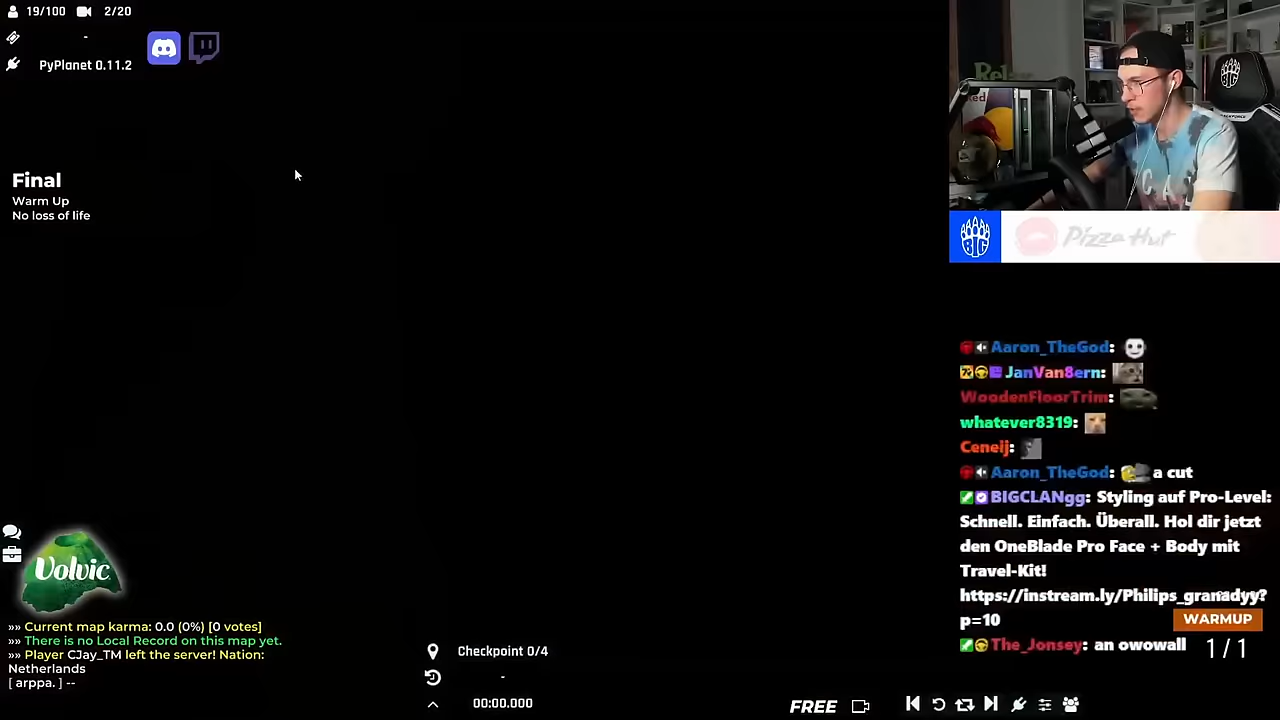 19/100 2/20
-
PyPlanet 0.11.2
Final
Warm Up
No loss of life
BIG
Pizza Hut
Aaron_TheGod:
JanVan8ern:
WoodenFloorTrim:
whatever8319:
Ceneij:
Aaron_TheGod: a cut
BIGCLANgg: Styling auf Pro-Level:
Schnell. Einfach. Überall. Hol dir jetzt
den OneBlade Pro Face + Body mit
Travel-Kit!
https://instream.ly/Philips_granadyy?
p=10
The_Jonsey: an owowall
WARMUP
1/1
Volvic
»» Current map karma: 0.0 (0%) [0 votes]
»» There is no Local Record on this map yet.
»» Player CJay_TM left the server! Nation:
Netherlands
[ arppa. ] --
Checkpoint 0/4
-
00:00.000
FREE